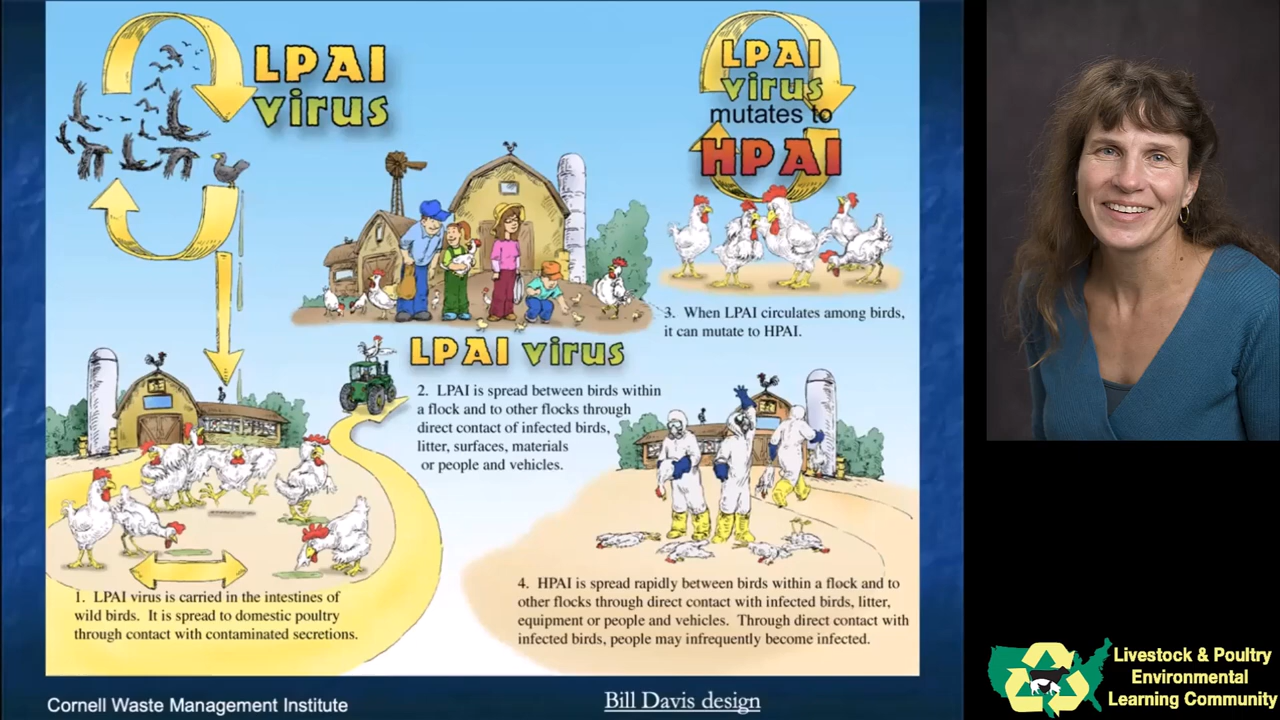 LPAI
virus
LPAI
virus
mutates to
HPAI
3. When LPAI circulates among birds,
it can mutate to HPAI.
LPAI virus
2. LPAI is spread between birds within
a flock and to other flocks through
direct contact of infected birds,
litter, surfaces, materials
or people and vehicles.
1. LPAI virus is carried in the intestines of
wild birds. It is spread to domestic poultry
through contact with contaminated secretions.
4. HPAI is spread rapidly between birds within a flock and to
other flocks through direct contact with infected birds, litter,
equipment or people and vehicles. Through direct contact with
infected birds, people may infrequently become infected.
Cornell Waste Management Institute
Bill Davis design
Livestock & Poultry
Environmental
Learning Community